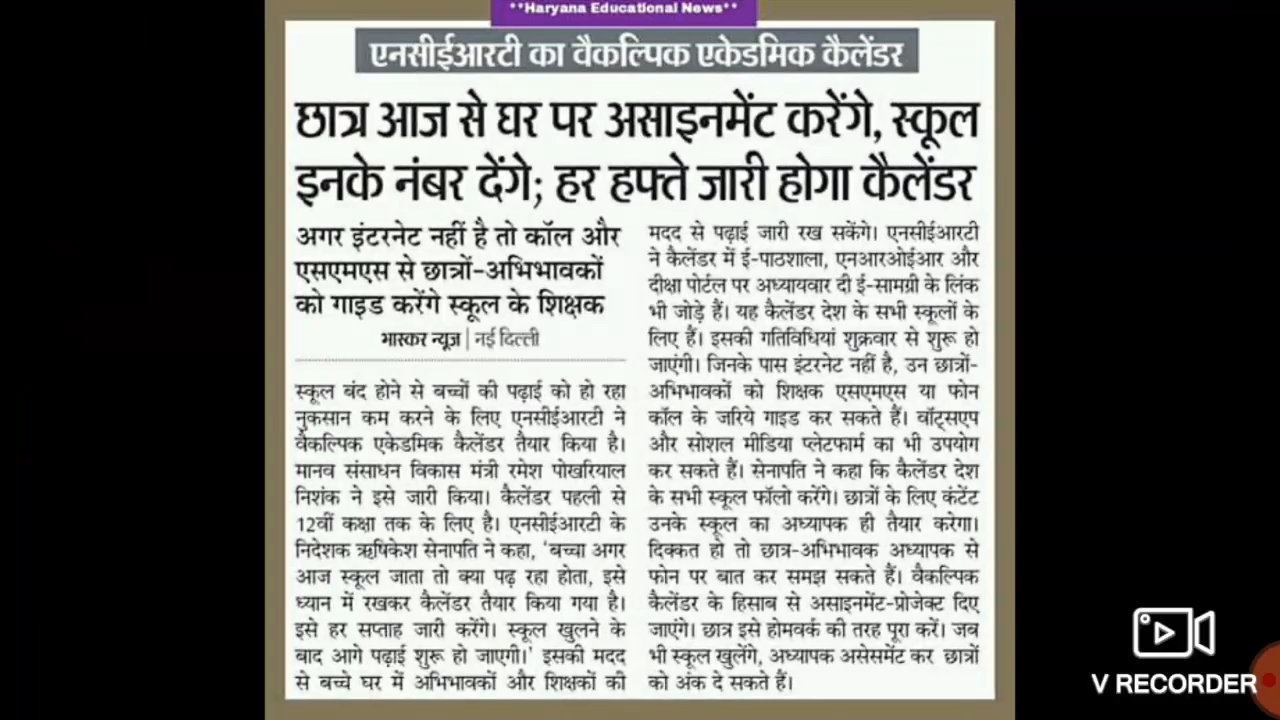 **Haryana Educational News**
एनसीईआरटी का वैकल्पिक एकेडमिक कैलेंडर
छात्र आज से घर पर असाइनमेंट करेंगे, स्कूल
इनके नंबर देंगे; हर हफ्ते जारी होगा कैलेंडर
अगर इंटरनेट नहीं है तो कॉल और
एसएमएस से छात्रों-अभिभावकों
को गाइड करेंगे स्कूल के शिक्षक
भास्कर न्यूज | नई दिल्ली
स्कूल बंद होने से बच्चों की पढ़ाई को हो रहा
नुकसान कम करने के लिए एनसीईआरटी ने
वैकल्पिक एकेडमिक कैलेंडर तैयार किया है।
मानव संसाधन विकास मंत्री रमेश पोखरियाल
निशंक ने इसे जारी किया। कैलेंडर पहली से
12वीं कक्षा तक के लिए है। एनसीईआरटी के
निदेशक ऋषिकेश सेनापति ने कहा, 'बच्चा अगर
आज स्कूल जाता तो क्या पढ़ रहा होता, इसे
ध्यान में रखकर कैलेंडर तैयार किया गया है।
इसे हर सप्ताह जारी करेंगे। स्कूल खुलने के
बाद आगे पढ़ाई शुरू हो जाएगी।' इसकी मदद
से बच्चे घर में अभिभावकों और शिक्षकों की
मदद से पढ़ाई जारी रख सकेंगे। एनसीईआरटी
ने कैलेंडर में ई-पाठशाला, एनआरओईआर और
दीक्षा पोर्टल पर अध्यायवार दी ई-सामग्री के लिंक
भी जोड़े हैं। यह कैलेंडर देश के सभी स्कूलों के
लिए हैं। इसकी गतिविधियां शुक्रवार से शुरू हो
जाएंगी। जिनके पास इंटरनेट नहीं है, उन छात्रों-
अभिभावकों को शिक्षक एसएमएस या फोन
कॉल के जरिये गाइड कर सकते हैं। वॉट्सएप
और सोशल मीडिया प्लेटफार्म का भी उपयोग
कर सकते हैं। सेनापति ने कहा कि कैलेंडर देश
के सभी स्कूल फॉलो करेंगे। छात्रों के लिए कंटेंट
उनके स्कूल का अध्यापक ही तैयार करेगा।
दिक्कत हो तो छात्र-अभिभावक अध्यापक से
फोन पर बात कर समझ सकते हैं। वैकल्पिक
कैलेंडर के हिसाब से असाइनमेंट-प्रोजेक्ट दिए
जाएंगे। छात्र इसे होमवर्क की तरह पूरा करें। जब
भी स्कूल खुलेंगे, अध्यापक असेसमेंट कर छात्रों
को अंक दे सकते हैं।
V RECORDER